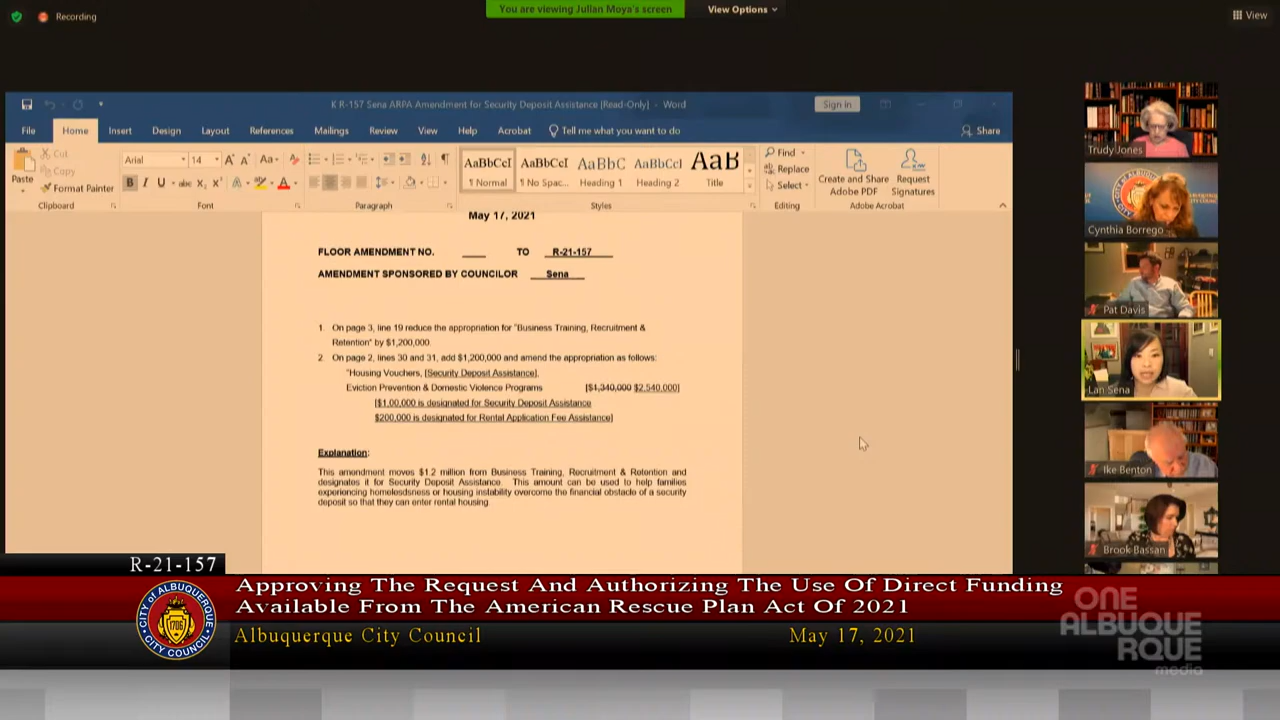 Recording
You are viewing Julian Moya's screen
View Options
View
K R-157 Sena ARPA Amendment for Security Deposit Assistance [Read-Only] - Word
Sign in
File
Home
Insert
Design
Layout
References
Mailings
Review
View
Help
Acrobat
Tell me what you want to do
Share
Paste
Cut
Copy
Format Painter
Clipboard
Arial
14
Font
Paragraph
AaBbCcI
¶ Normal
AaBbCcI
¶ No Spac...
AaBbC
Heading 1
AaBbCcI
Heading 2
AaB
Title
Styles
Find
Replace
Select
Editing
Create and Share
Adobe PDF
Request
Signatures
Adobe Acrobat
May 17, 2021
FLOOR AMENDMENT NO. ____ TO R-21-157
AMENDMENT SPONSORED BY COUNCILOR Sena
1. On page 3, line 19 reduce the appropriation for "Business Training, Recruitment &
Retention" by $1,200,000.
2. On page 2, lines 30 and 31, add $1,200,000 and amend the appropriation as follows:
"Housing Vouchers, [Security Deposit Assistance],
Eviction Prevention & Domestic Violence Programs [$1,340,000 $2,540,000]
[$1,00,000 is designated for Security Deposit Assistance
$200,000 is designated for Rental Application Fee Assistance]
Explanation:
This amendment moves $1.2 million from Business Training, Recruitment & Retention and
designates it for Security Deposit Assistance. This amount can be used to help families
experiencing homelessness or housing instability overcome the financial obstacle of a security
deposit so that they can enter rental housing.
Trudy Jones
Cynthia Borrego
Pat Davis
Lan Sena
Ike Benton
Brook Bassan
R-21-157
Approving The Request And Authorizing The Use Of Direct Funding
Available From The American Rescue Plan Act Of 2021
Albuquerque City Council
May 17, 2021
CITY OF ALBUQUERQUE
1706
CITY COUNCIL
ONE
ALBUQUE
RQUE
media